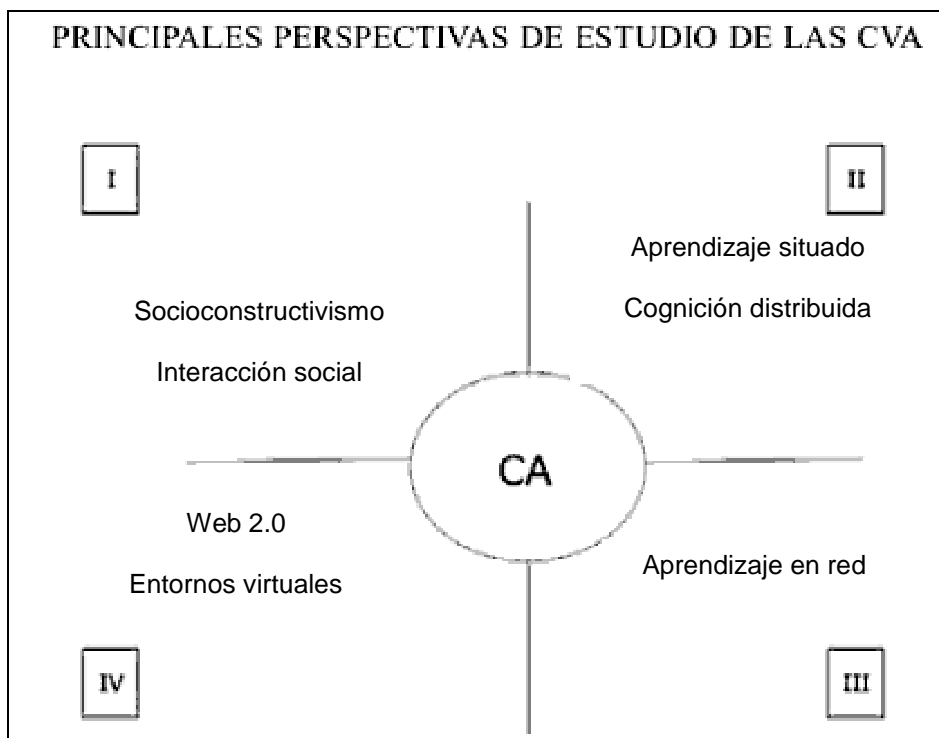 PRINCIPALES PERSPECTIVAS DE ESTUDIO DE LAS CVA
I
II
Socioconstructivismo
Interacción social
Aprendizaje situado
Cognición distribuida
CA
Web 2.0
Entornos virtuales
Aprendizaje en red
IV
III